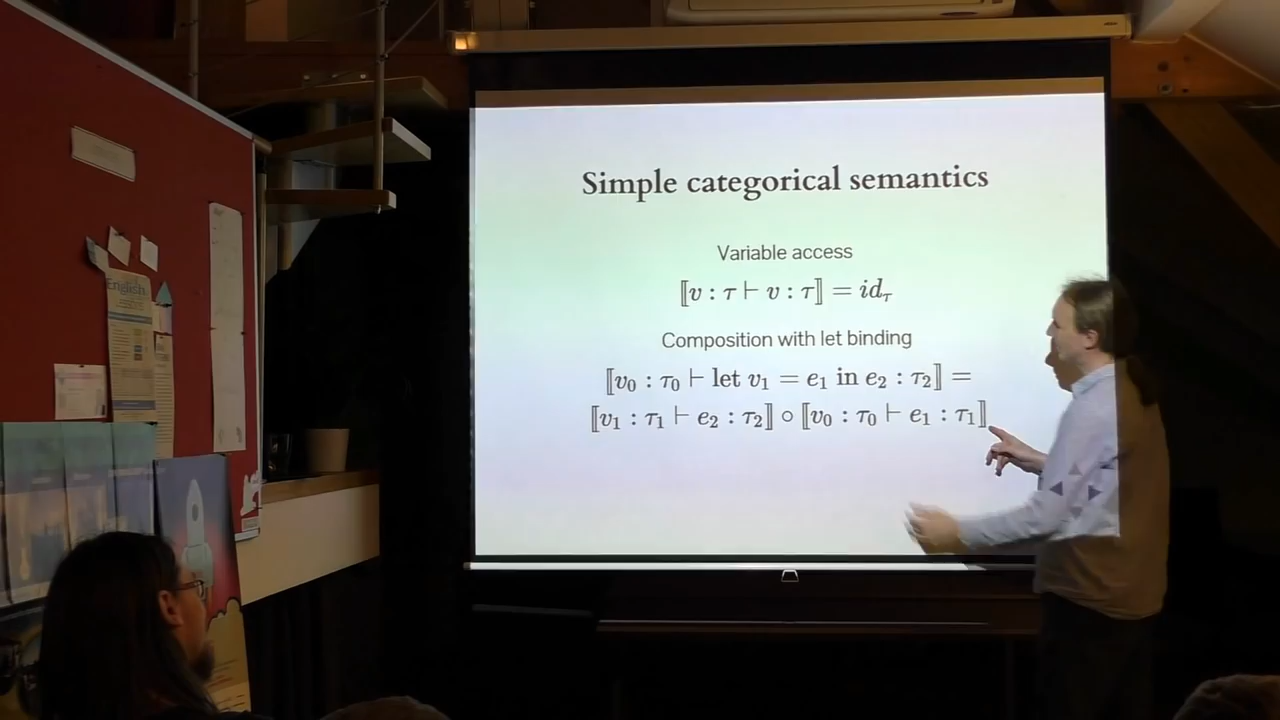 English
Simple categorical semantics
Variable access
⟦v : τ ⊢ v : τ⟧ = id_τ
Composition with let binding
⟦v₀ : τ₀ ⊢ let v₁ = e₁ in e₂ : τ₂⟧ =
⟦v₁ : τ₁ ⊢ e₂ : τ₂⟧ ∘ ⟦v₀ : τ₀ ⊢ e₁ : τ₁⟧